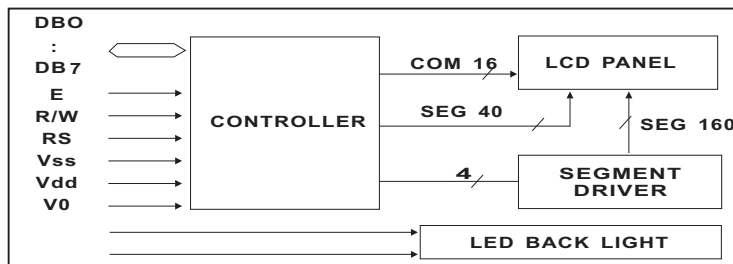 DBO
:
DB7
E
R/W
RS
Vss
Vdd
V0
CONTROLLER
COM 16
SEG 40
4
LCD PANEL
SEG 160
SEGMENT
DRIVER
LED BACK LIGHT